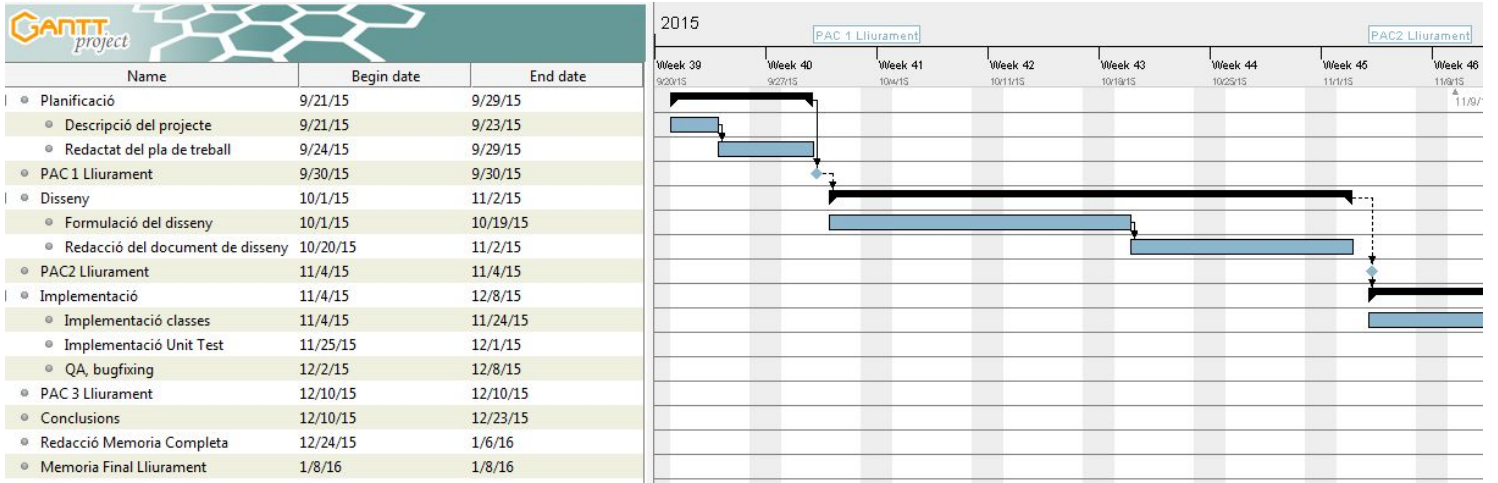 GANTT
project
Name Begin date End date
Planificació 9/21/15 9/29/15
Descripció del projecte 9/21/15 9/23/15
Redactat del pla de treball 9/24/15 9/29/15
PAC 1 Lliurament 9/30/15 9/30/15
Disseny 10/1/15 11/2/15
Formulació del disseny 10/1/15 10/19/15
Redacció del document de disseny 10/20/15 11/2/15
PAC2 Lliurament 11/4/15 11/4/15
Implementació 11/4/15 12/8/15
Implementació classes 11/4/15 11/24/15
Implementació Unit Test 11/25/15 12/1/15
QA, bugfixing 12/2/15 12/8/15
PAC 3 Lliurament 12/10/15 12/10/15
Conclusions 12/10/15 12/23/15
Redacció Memoria Completa 12/24/15 1/6/16
Memoria Final Lliurament 1/8/16 1/8/16
2015
PAC 1 Lliurament PAC2 Lliurament
Week 39 Week 40 Week 41 Week 42 Week 43 Week 44 Week 45 Week 46
9/20/15 9/27/15 10/4/15 10/11/15 10/18/15 10/25/15 11/1/15 11/8/15